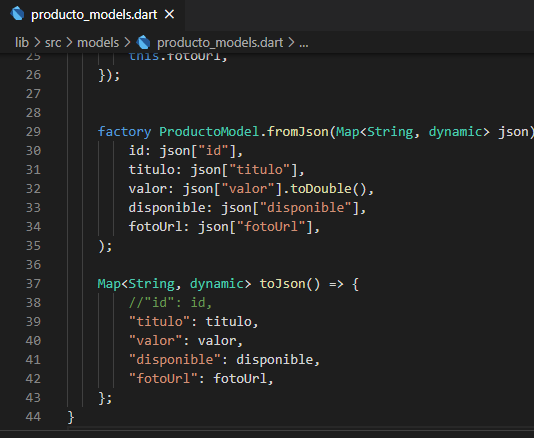 producto_models.dart ×
lib > src > models > producto_models.dart > ...
25 this.fotoUrl,
26 });
27
28
29 factory ProductoModel.fromJson(Map<String, dynamic> json)
30 id: json["id"],
31 titulo: json["titulo"],
32 valor: json["valor"].toDouble(),
33 disponible: json["disponible"],
34 fotoUrl: json["fotoUrl"],
35 );
36
37 Map<String, dynamic> toJson() => {
38 //"id": id,
39 "titulo": titulo,
40 "valor": valor,
41 "disponible": disponible,
42 "fotoUrl": fotoUrl,
43 };
44 }